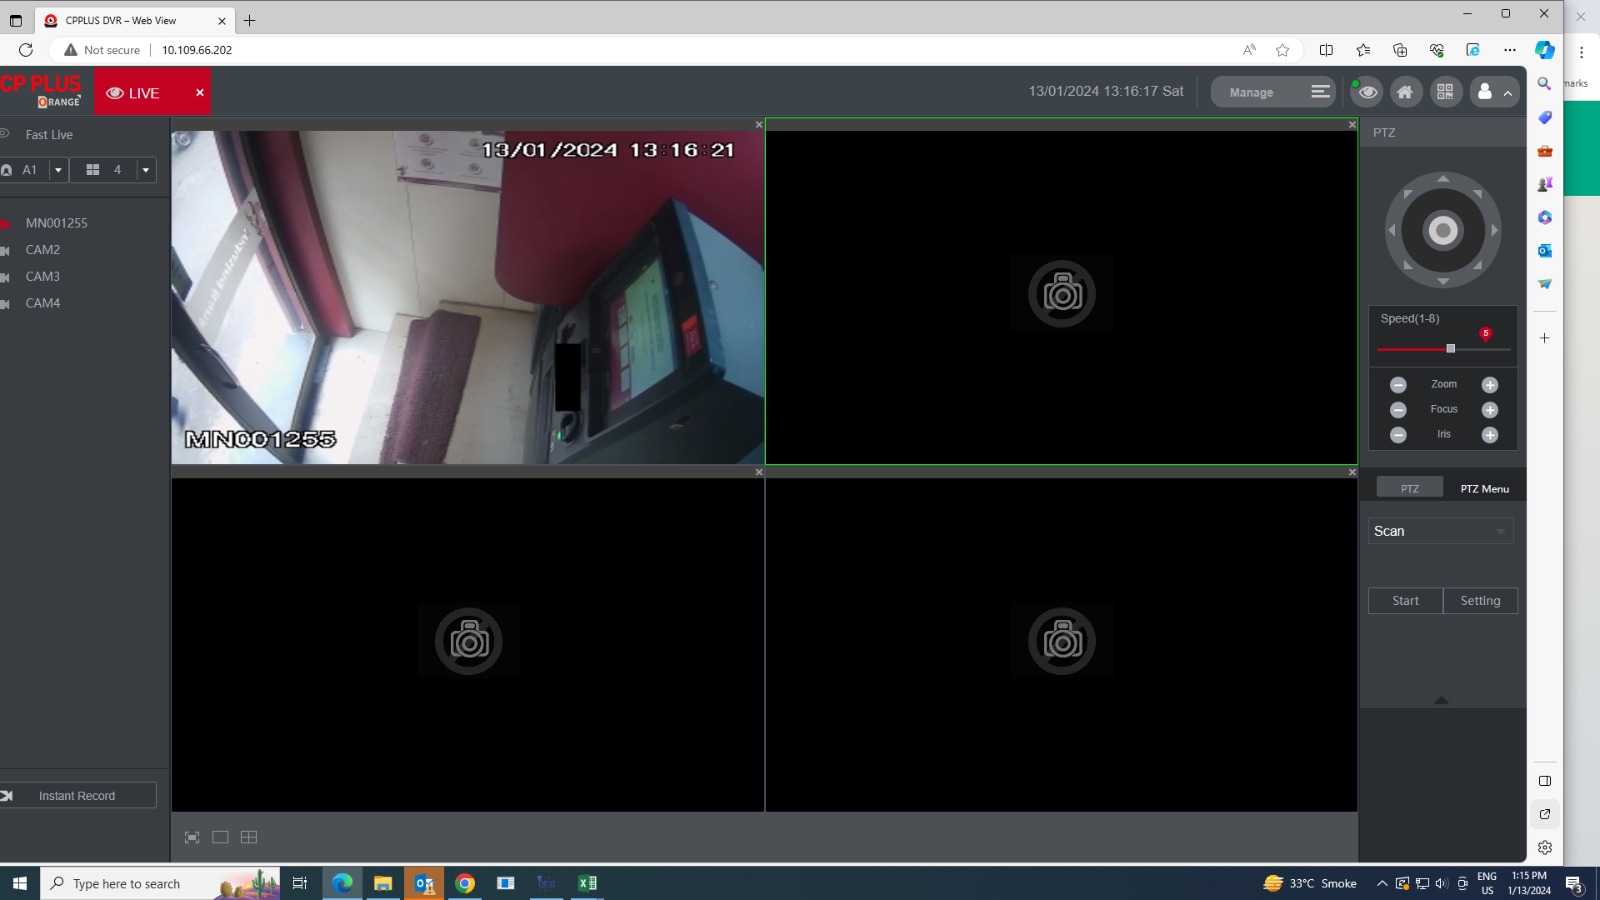 CPPLUS DVR – Web View
Not secure
10.109.66.202
CP PLUS
ORANGE
LIVE
13/01/2024 13:16:17 Sat
Manage
marks
Fast Live
A1
4
MN001255
CAM2
CAM3
CAM4
13/01/2024 13:16:21
MN001255
PTZ
Speed(1-8)
5
Zoom
Focus
Iris
PTZ
PTZ Menu
Scan
Start
Setting
Instant Record
Type here to search
33°C Smoke
ENG
US
1:15 PM
1/13/2024
3